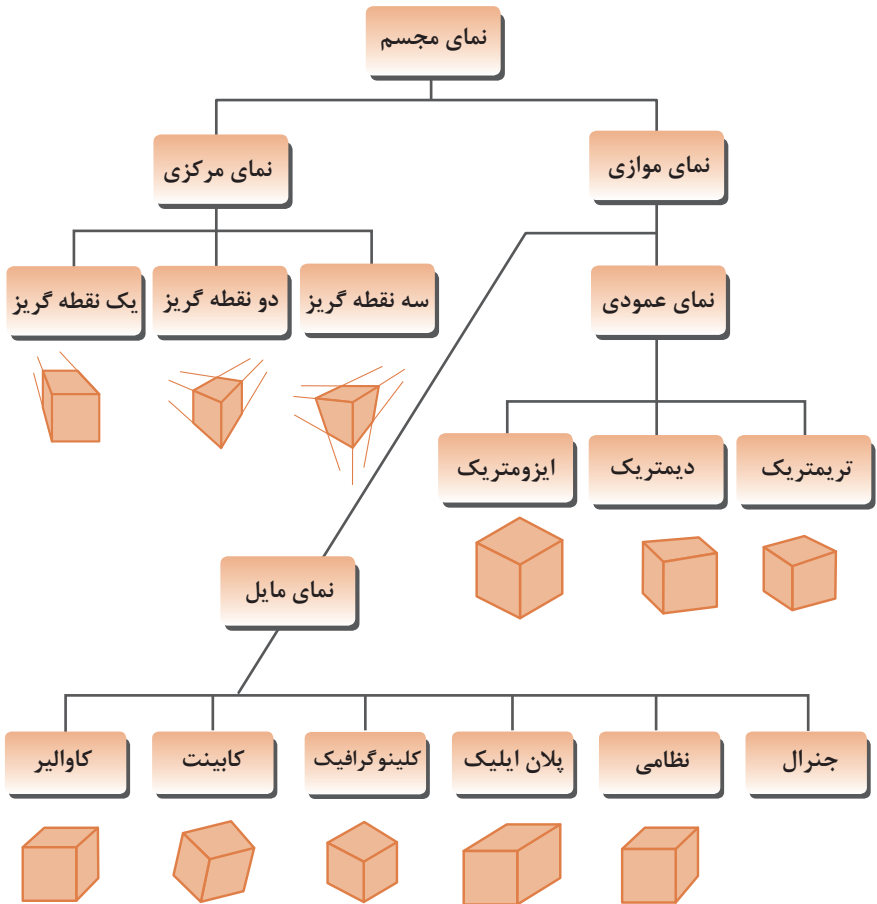 نمای مجسم
نمای موازی
نمای مرکزی
نمای عمودی
سه نقطه گریز
دو نقطه گریز
یک نقطه گریز
تریمتریک
دیمتریک
ایزومتریک
نمای مایل
جنرال
نظامی
پلان ایلیک
کلینوگرافیک
کابینت
کاوالیر